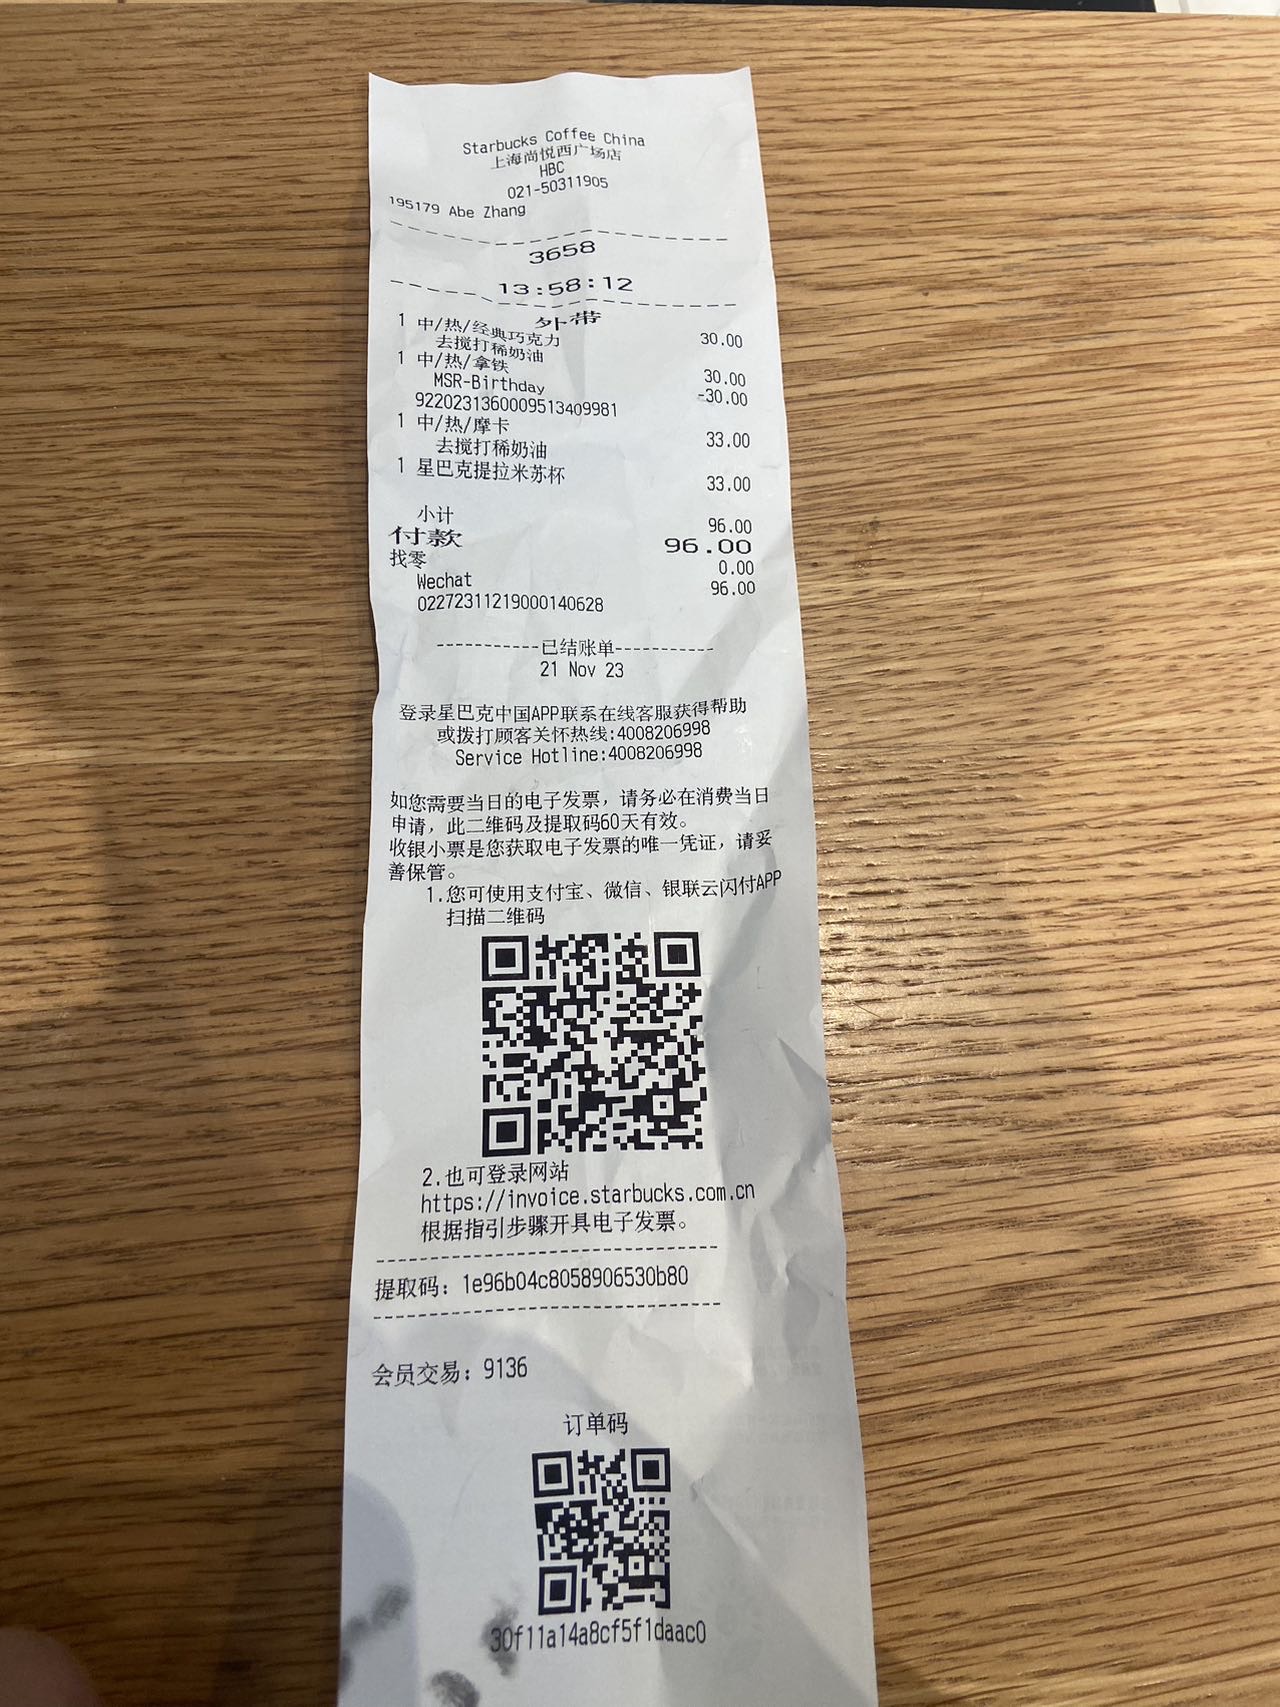 Starbucks Coffee China
上海尚悦西广场店
HBC
021-50311905
195179 Abe Zhang
3658
13:58:12
外带
1 中/热/经典巧克力 30.00
去搅打稀奶油
1 中/热/拿铁 30.00
MSR-Birthday -30.00
9220231360009513409981
1 中/热/摩卡 33.00
去搅打稀奶油
1 星巴克提拉米苏杯 33.00
小计 96.00
付款 96.00
找零 0.00
Wechat 96.00
02272311219000140628
-----------已结账单-----------
21 Nov 23
登录星巴克中国APP联系在线客服获得帮助
或拨打顾客关怀热线:4008206998
Service Hotline:4008206998
如您需要当日的电子发票，请务必在消费当日
申请，此二维码及提取码60天有效。
收银小票是您获取电子发票的唯一凭证，请妥
善保管。
1.您可使用支付宝、微信、银联云闪付APP
扫描二维码
2.也可登录网站
https://invoice.starbucks.com.cn
根据指引步骤开具电子发票。
提取码：1e96b04c8058906530b80
会员交易：9136
订单码
30f11a14a8cf5f1daac0